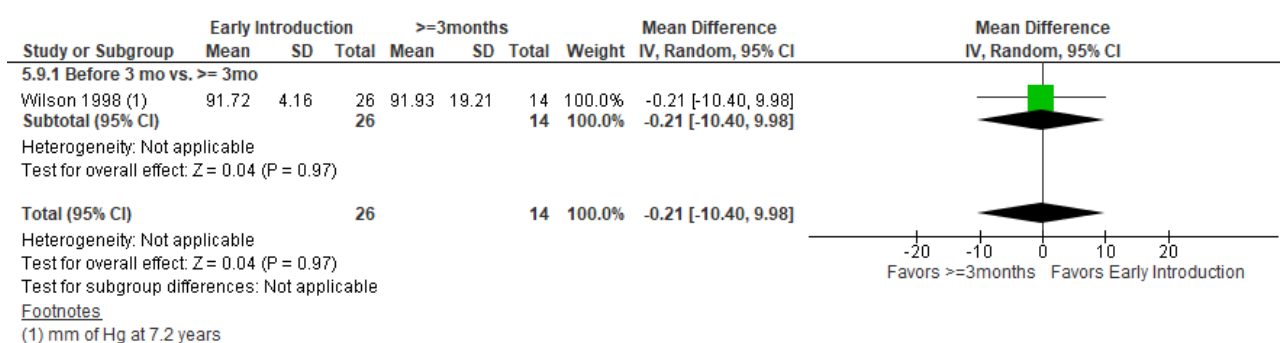 Early Introduction >=3months Mean Difference Mean Difference
Study or Subgroup Mean SD Total Mean SD Total Weight IV, Random, 95% CI IV, Random, 95% CI
5.9.1 Before 3 mo vs. >= 3mo
Wilson 1998 (1) 91.72 4.16 26 91.93 19.21 14 100.0% -0.21 [-10.40, 9.98]
Subtotal (95% CI) 26 14 100.0% -0.21 [-10.40, 9.98]
Heterogeneity: Not applicable
Test for overall effect: Z = 0.04 (P = 0.97)
Total (95% CI) 26 14 100.0% -0.21 [-10.40, 9.98]
Heterogeneity: Not applicable
Test for overall effect: Z = 0.04 (P = 0.97)
Test for subgroup differences: Not applicable
-20 -10 0 10 20
Favors >=3months Favors Early Introduction
Footnotes
(1) mm of Hg at 7.2 years